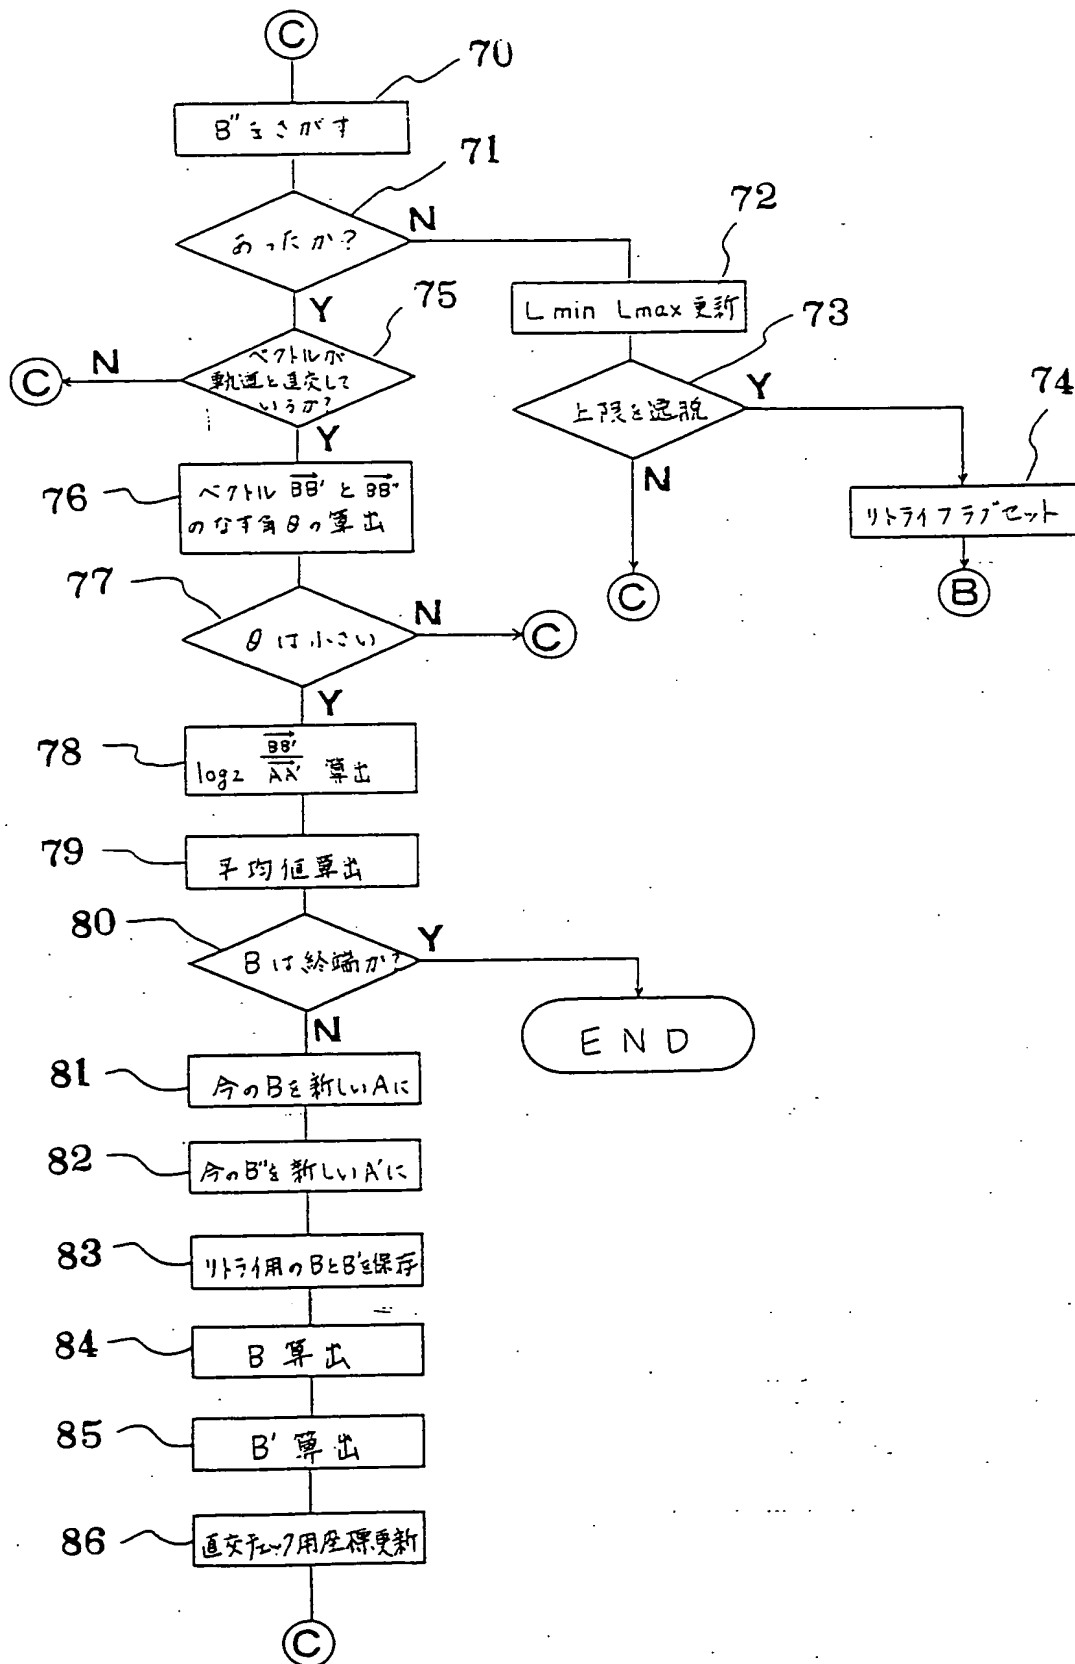 C
70
B"をさがす
71
あったか?
N
72
Y
75
Lmin Lmax 更新
73
ベクトルが
軌道と直交して
いうか?
N
C
Y
上限を逸脱
Y
74
N
リトライフラグセット
76
ベクトル BB' と BB"
のなす角θの算出
C
B
77
θは小さい
N
C
Y
78
BB'
log2 AA' 算出
79
平均値算出
80
Bは終端か?
Y
END
N
81
今のBを新しいAに
82
今のB"を新しいA'に
83
リトライ用のBとB'を保存
84
B 算出
85
B' 算出
86
直交チェック用座標更新
C